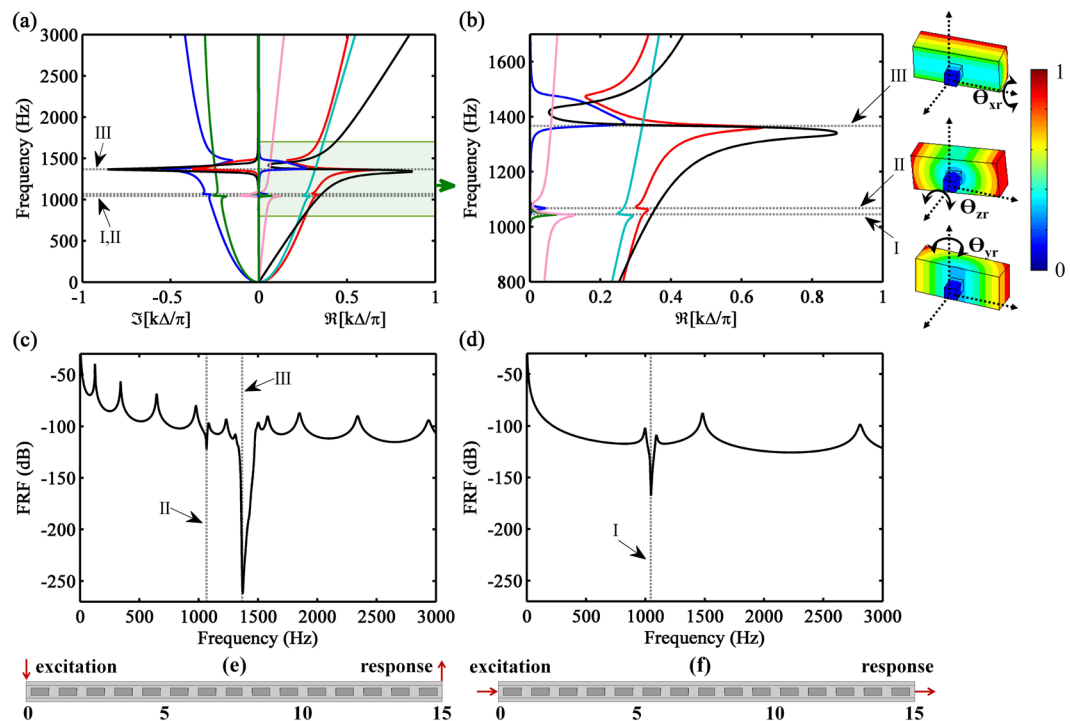 (a)
3000
2500
2000
1500
1000
500
0
Frequency (Hz)
III
I,II
-1
-0.5
0
0.5
1
ℑ[kΔ/π]
ℜ[kΔ/π]
(b)
1600
1400
1200
1000
800
Frequency (Hz)
0
0.2
0.4
0.6
0.8
1
ℜ[kΔ/π]
III
II
I
Θxr
Θzr
Θyr
1
0
(c)
-50
-100
-150
-200
-250
FRF (dB)
III
II
0
500
1000
1500
2000
2500
3000
Frequency (Hz)
(d)
-50
-100
-150
-200
-250
FRF (dB)
I
0
500
1000
1500
2000
2500
3000
Frequency (Hz)
excitation
(e)
response
0
5
10
15
excitation
(f)
response
0
5
10
15